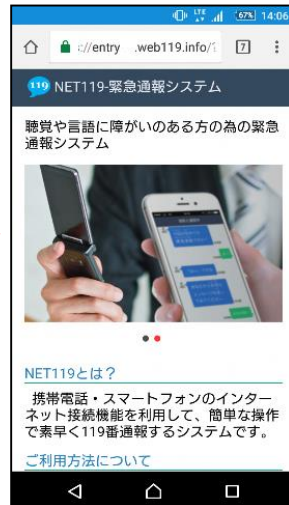 LTE 67% 14:06
://entry .web119.info/ 7
119 NET119-緊急通報システム
聴覚や言語に障がいのある方の為の緊急
通報システム
NET119とは？
携帯電話・スマートフォンのインター
ネット接続機能を利用して、簡単な操作
で素早く119番通報するシステムです。
ご利用方法について